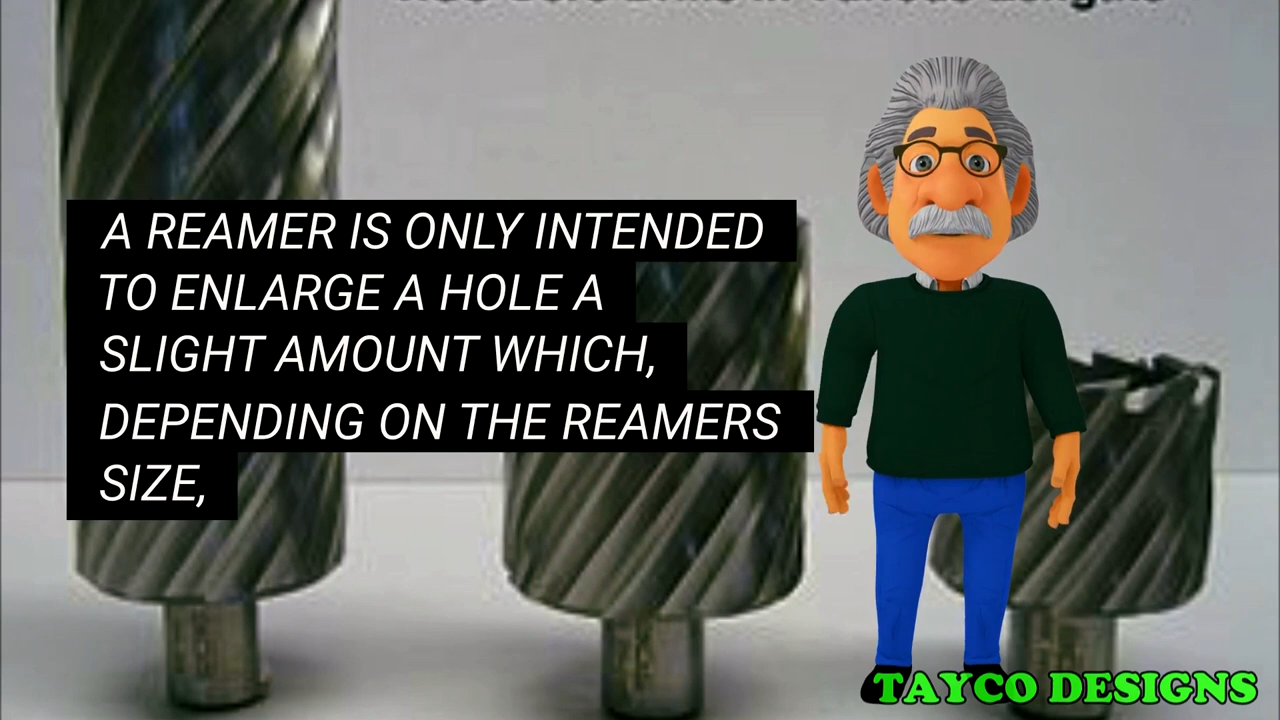 A REAMER IS ONLY INTENDED
TO ENLARGE A HOLE A
SLIGHT AMOUNT WHICH,
DEPENDING ON THE REAMERS
SIZE,
TAYCO DESIGNS